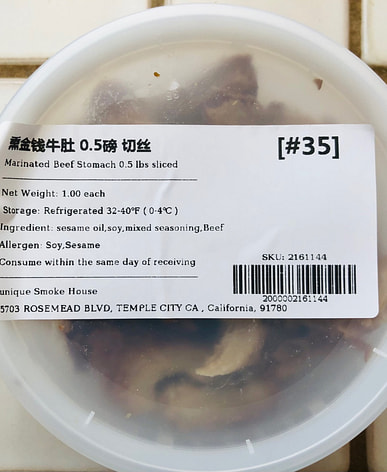 熏金钱牛肚 0.5磅 切丝
[#35]
Marinated Beef Stomach 0.5 lbs sliced
Net Weight: 1.00 each
Storage: Refrigerated 32-40°F ( 0-4°C )
Ingredient: sesame oil,soy,mixed seasoning,Beef
Allergen: Soy,Sesame
Consume within the same day of receiving
SKU: 2161144
2000002161144
unique Smoke House
5703 ROSEMEAD BLVD, TEMPLE CITY CA , California, 91780